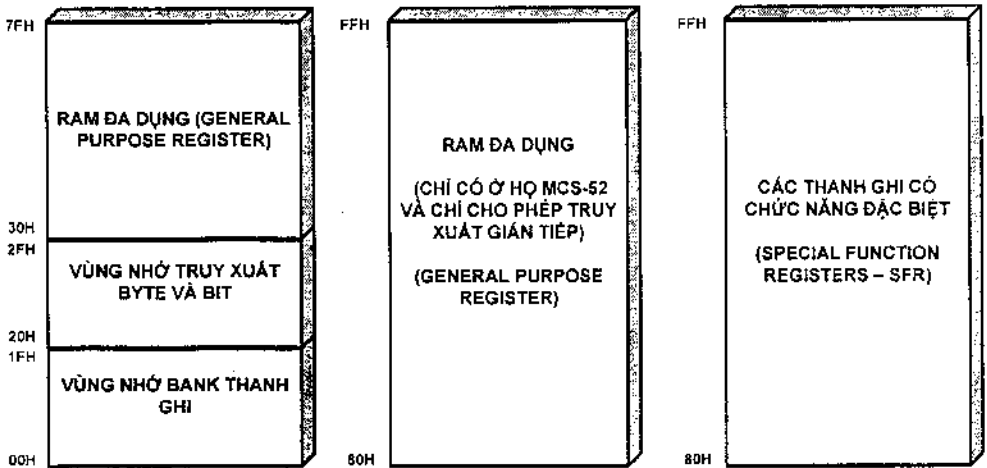 7FH
RAM ĐA DỤNG (GENERAL
PURPOSE REGISTER)
30H
2FH
VÙNG NHỚ TRUY XUẤT
BYTE VÀ BIT
20H
1FH
VÙNG NHỚ BANK THANH
GHI
00H
FFH
RAM ĐA DỤNG
(CHỈ CÓ Ở HỌ MCS-52
VÀ CHỈ CHO PHÉP TRUY
XUẤT GIÁN TIẾP)
(GENERAL PURPOSE
REGISTER)
80H
FFH
CÁC THANH GHI CÓ
CHỨC NĂNG ĐẶC BIỆT
(SPECIAL FUNCTION
REGISTERS – SFR)
80H